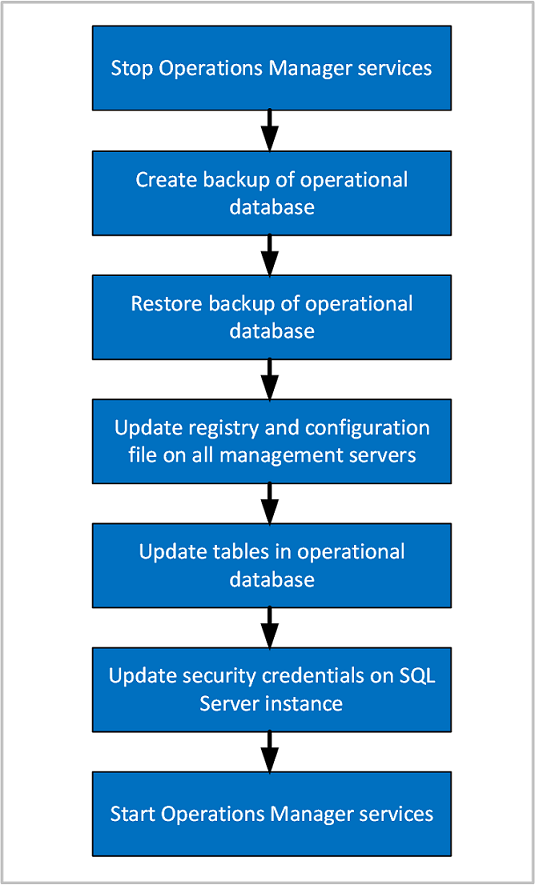 Stop Operations Manager services
Create backup of operational
database
Restore backup of operational
database
Update registry and configuration
file on all management servers
Update tables in operational
database
Update security credentials on SQL
Server instance
Start Operations Manager services